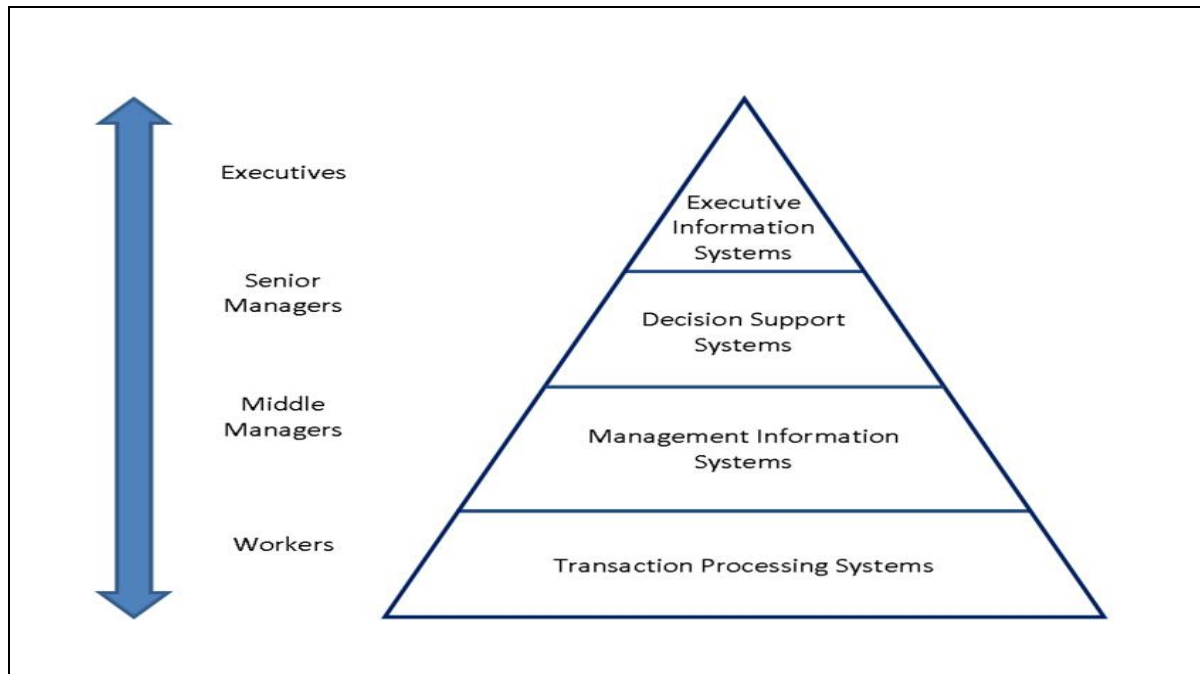 Executives
Senior
Managers
Middle
Managers
Workers
Executive
Information
Systems
Decision Support
Systems
Management Information
Systems
Transaction Processing Systems